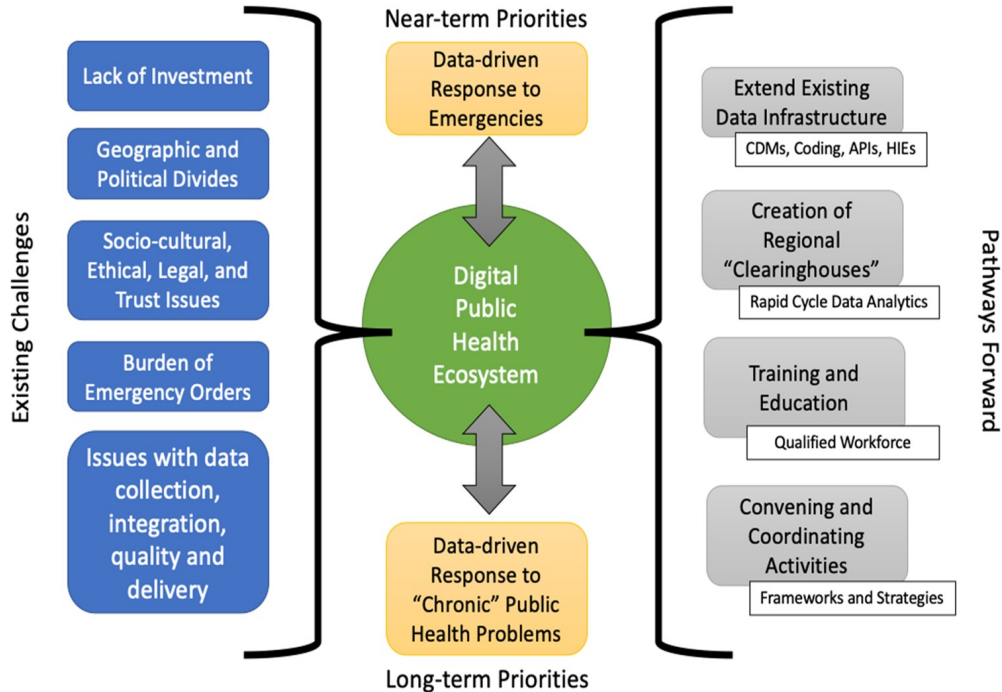 Existing Challenges
Lack of Investment
Geographic and
Political Divides
Socio-cultural,
Ethical, Legal, and
Trust Issues
Burden of
Emergency Orders
Issues with data
collection,
integration,
quality and
delivery
Near-term Priorities
Data-driven
Response to
Emergencies
Digital
Public
Health
Ecosystem
Data-driven
Response to
“Chronic” Public
Health Problems
Long-term Priorities
Extend Existing
Data Infrastructure
CDMs, Coding, APIs, HIEs
Creation of
Regional
“Clearinghouses”
Rapid Cycle Data Analytics
Training and
Education
Qualified Workforce
Convening and
Coordinating
Activities
Frameworks and Strategies
Pathways Forward